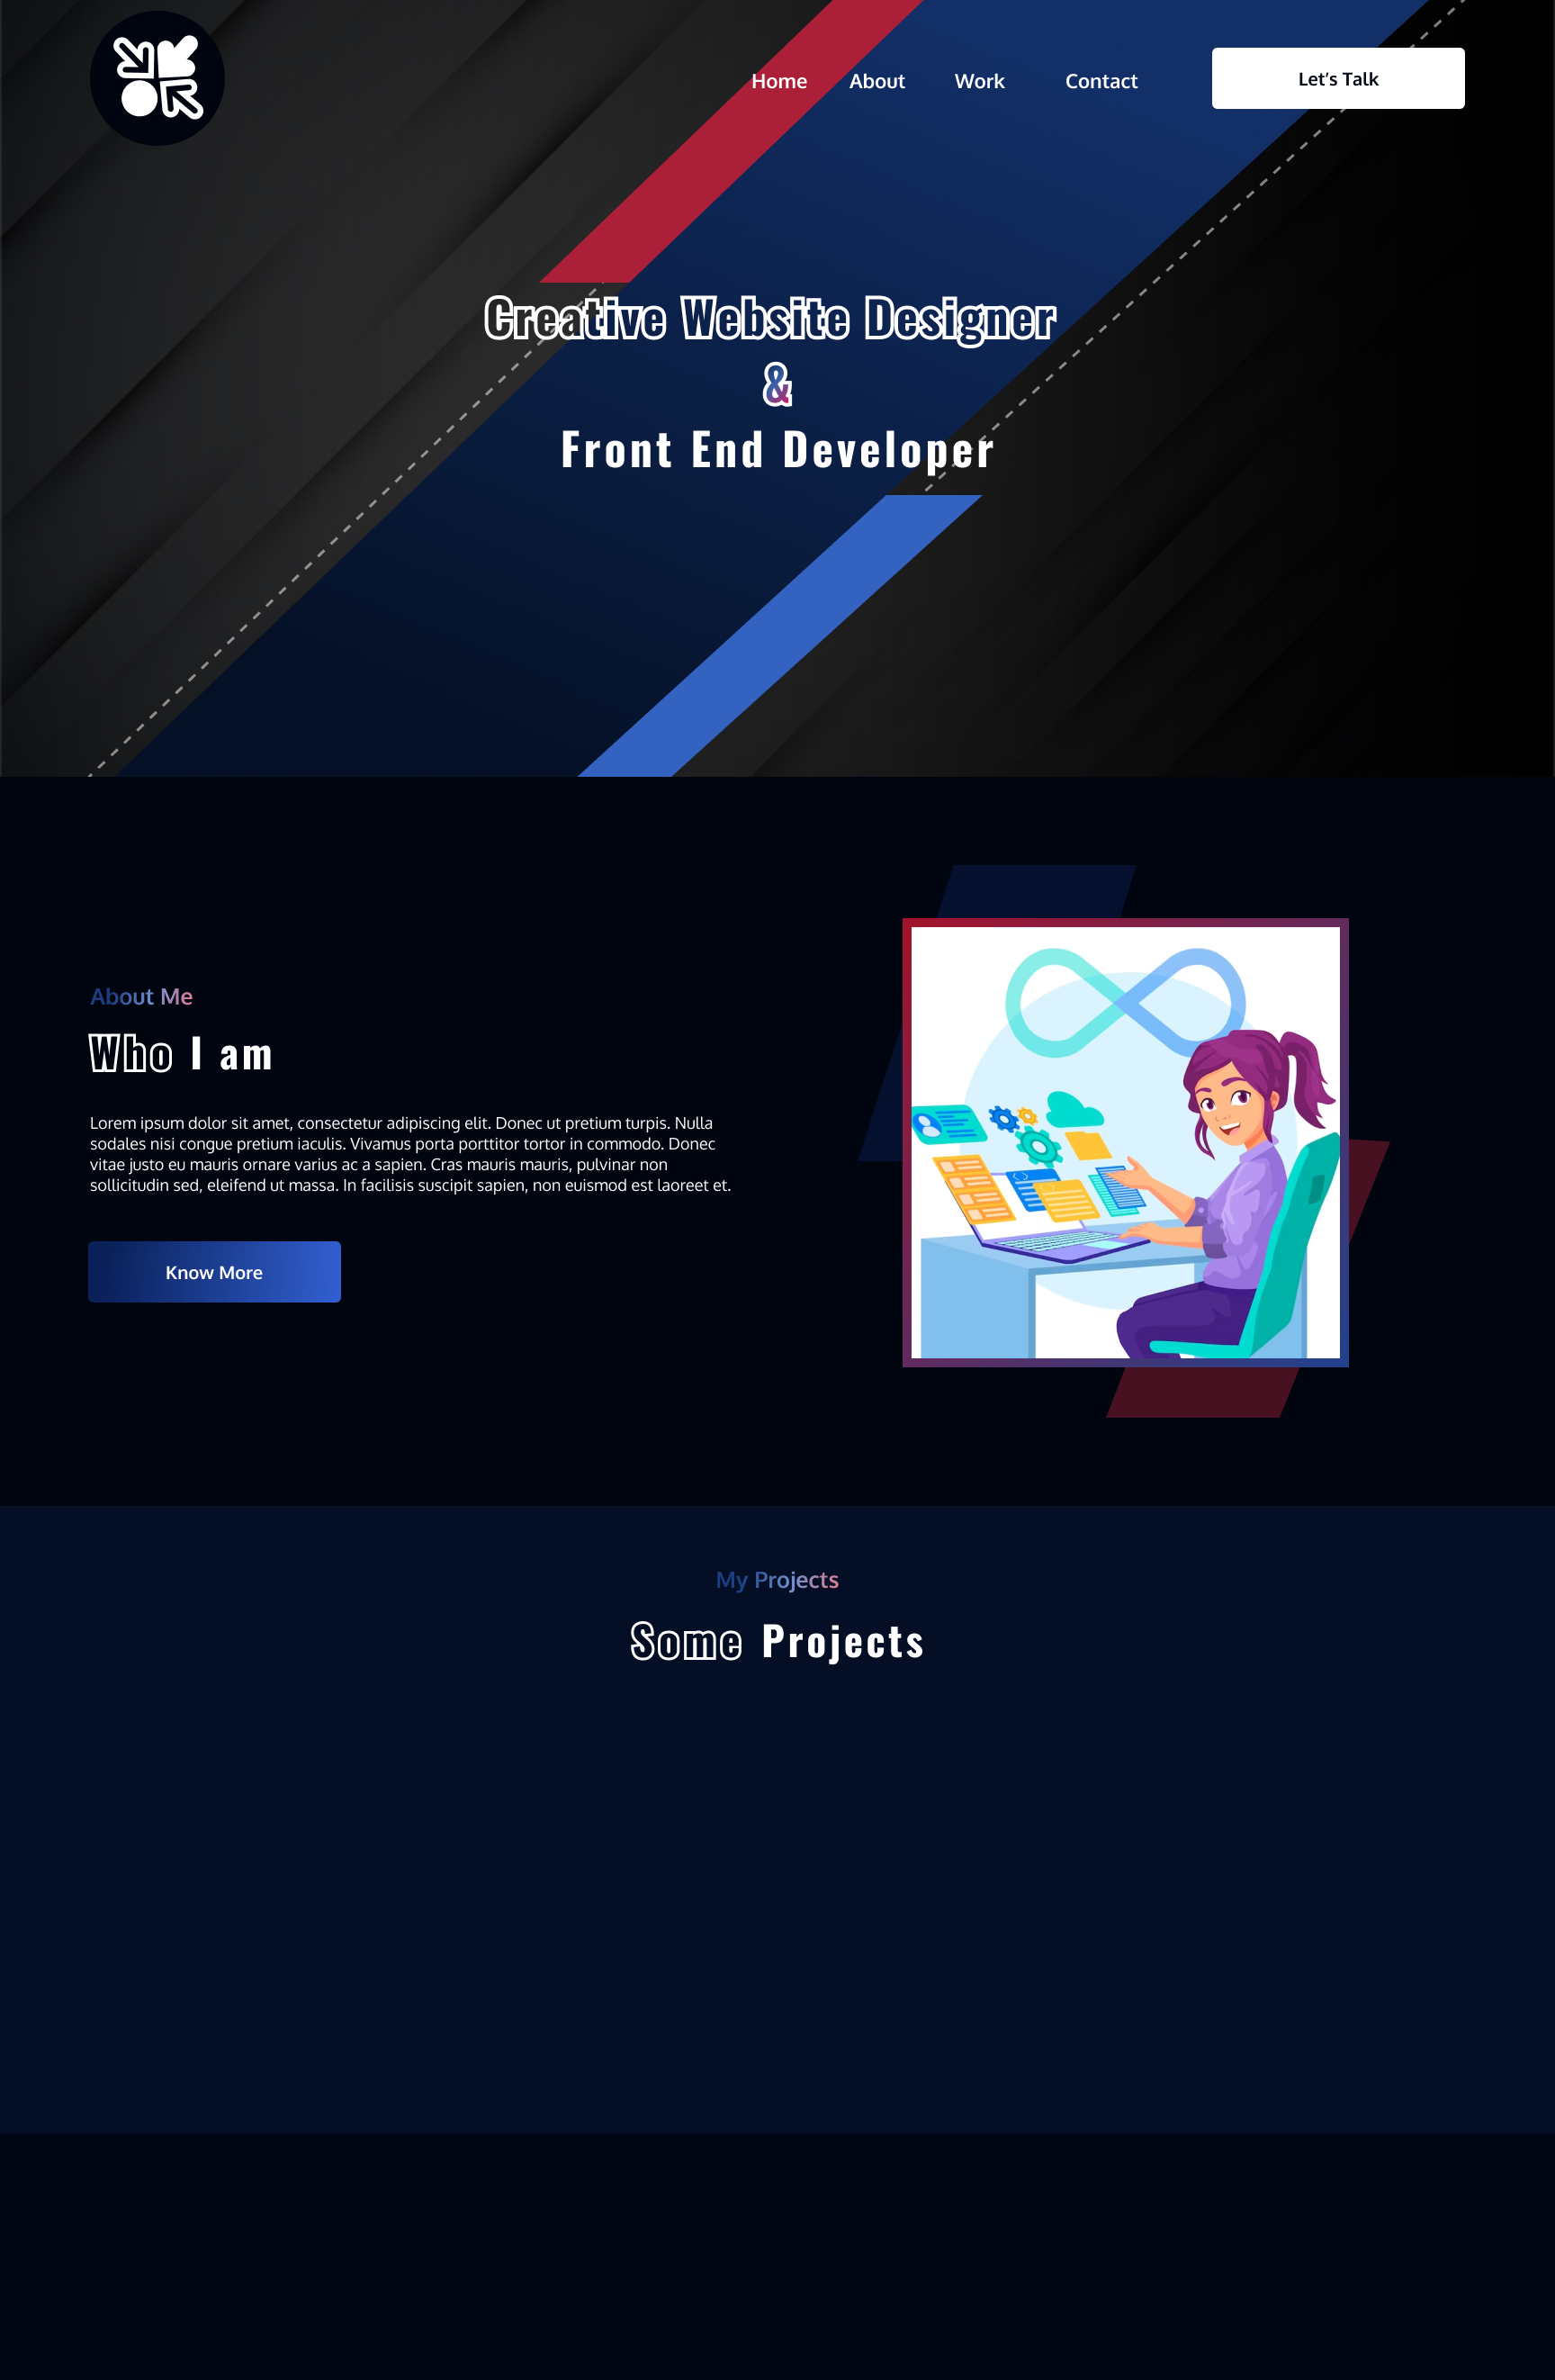 Home About Work Contact Let's Talk
Creative Website Designer
&
Front End Developer
About Me
Who I am
Lorem ipsum dolor sit amet, consectetur adipiscing elit. Donec ut pretium turpis. Nulla
sodales nisi congue pretium iaculis. Vivamus porta porttitor tortor in commodo. Donec
vitae justo eu mauris ornare varius ac a sapien. Cras mauris mauris, pulvinar non
sollicitudin sed, eleifend ut massa. In facilisis suscipit sapien, non euismod est laoreet et.
Know More
My Projects
Some Projects